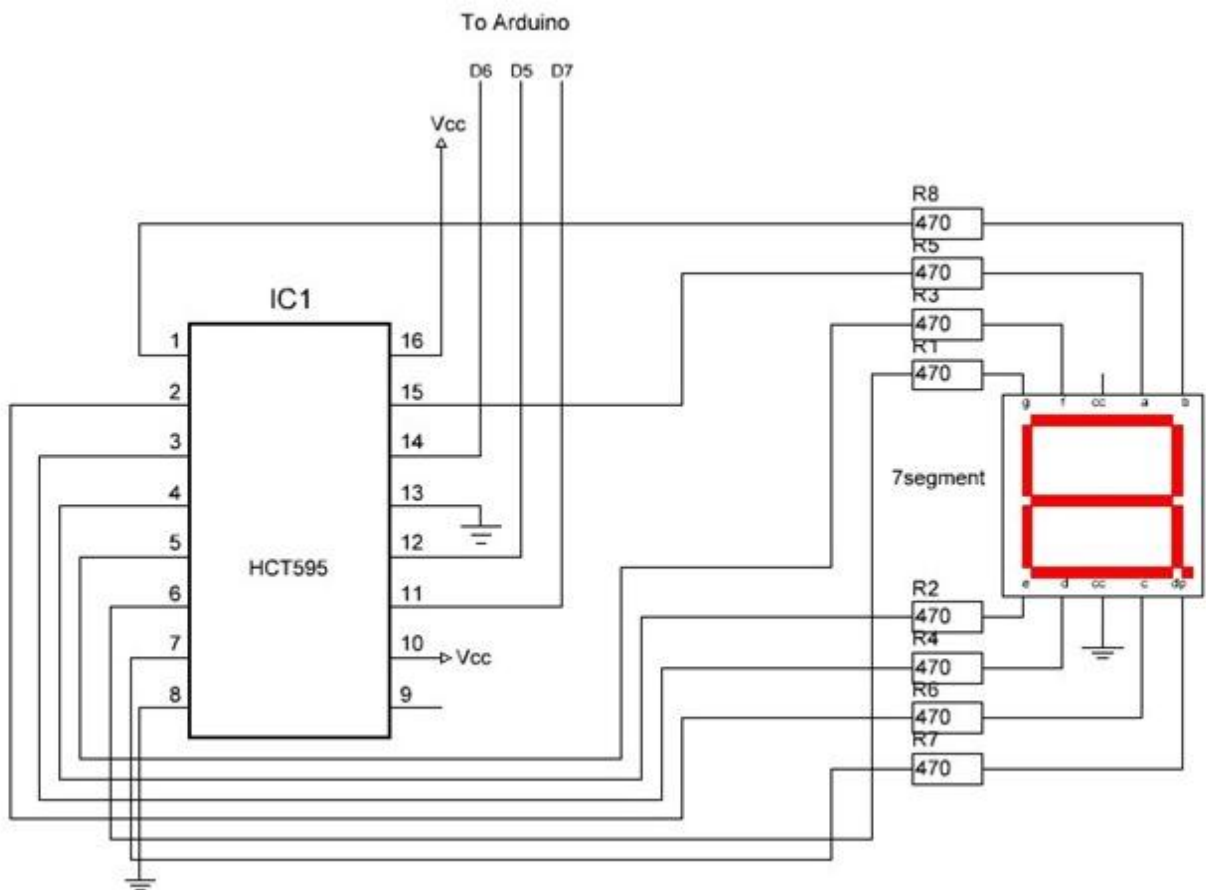 To Arduino
D6 D5 D7
Vcc
R8
470
R5
470
R3
470
R1
470
IC1
1 16
2 15
3 14
4 13
5 12
6 11
7 10
8 9
HCT595
Vcc
g f cc a b
7segment
e d cc c dp
R2
470
R4
470
R6
470
R7
470